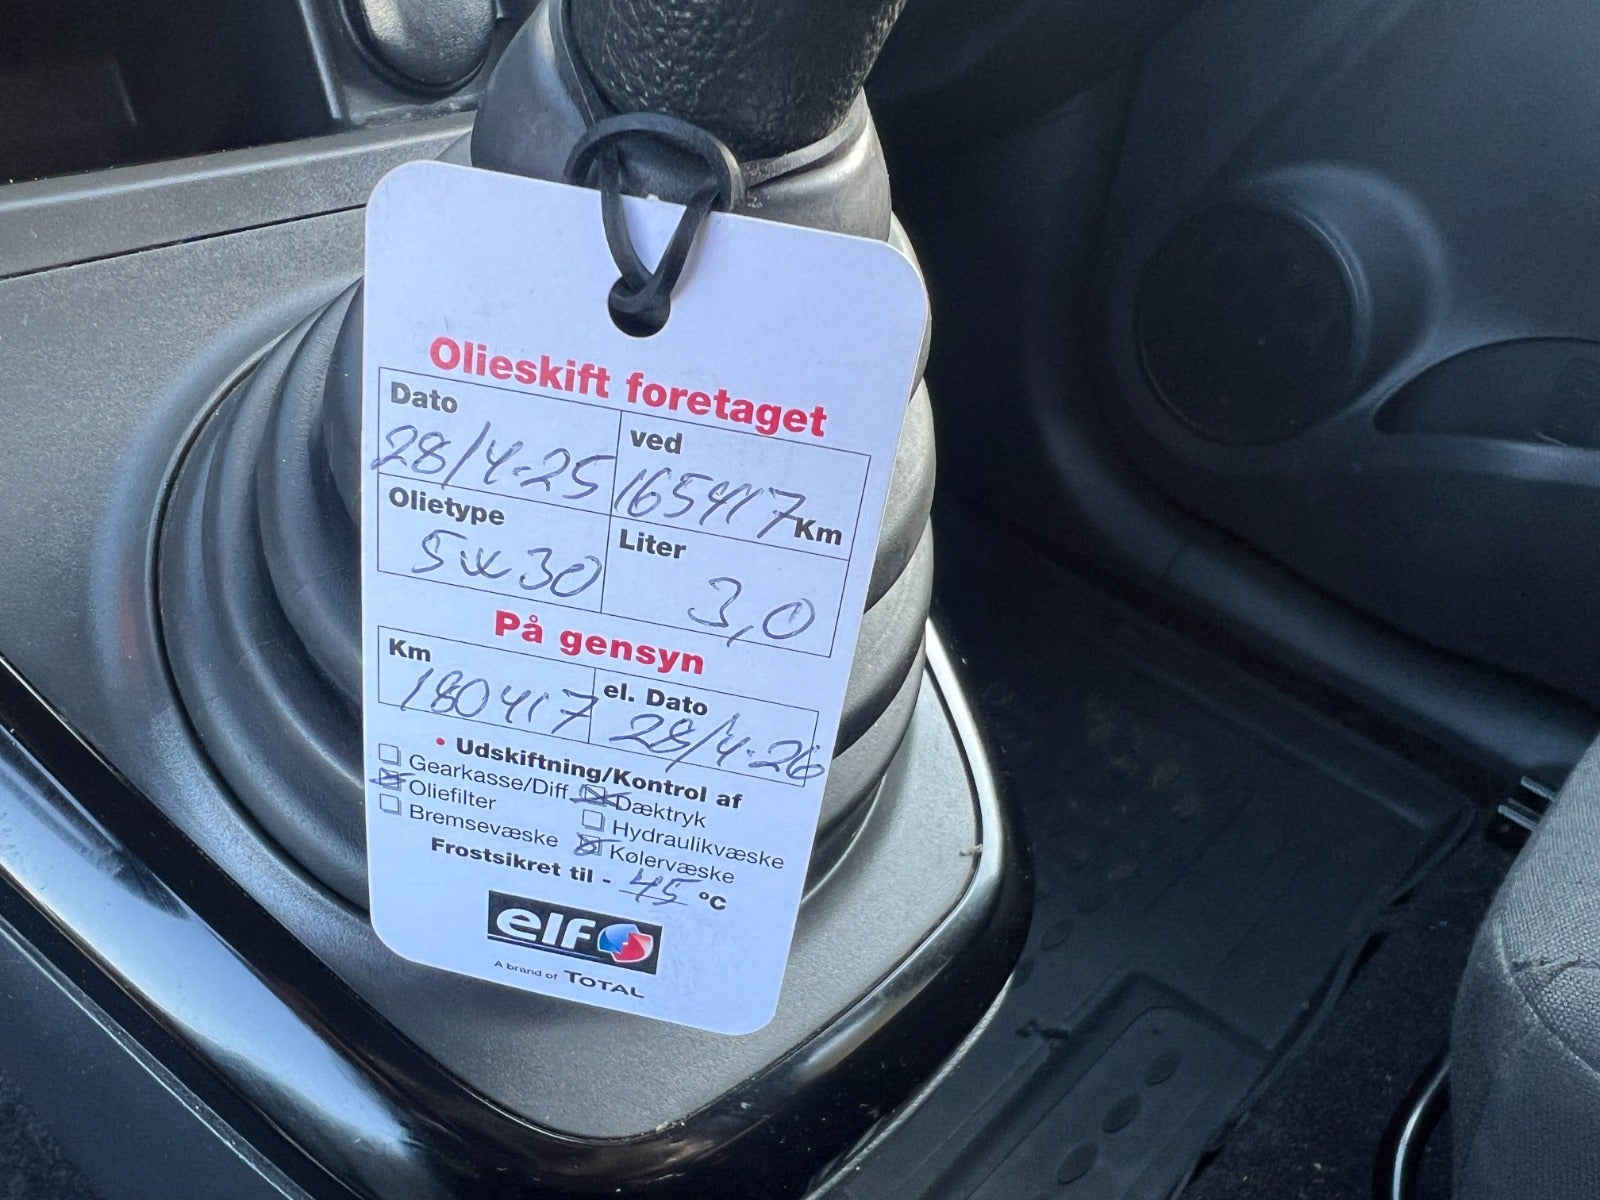 Olieskift foretaget
Dato ved
28/4-25 165417 Km
Olietype Liter
5w30 3,0
På gensyn
Km el. Dato
180417 28/4-26
• Udskiftning/Kontrol af
Gearkasse/Diff. Dæktryk
Oliefilter Hydraulikvæske
Bremsevæske Kølervæske
Frostsikret til - 45 °C
elf
A brand of TOTAL